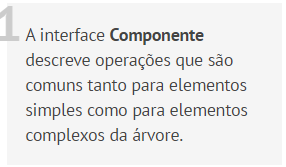 1
A interface Componente
descreve operações que são
comuns tanto para elementos
simples como para elementos
complexos da árvore.